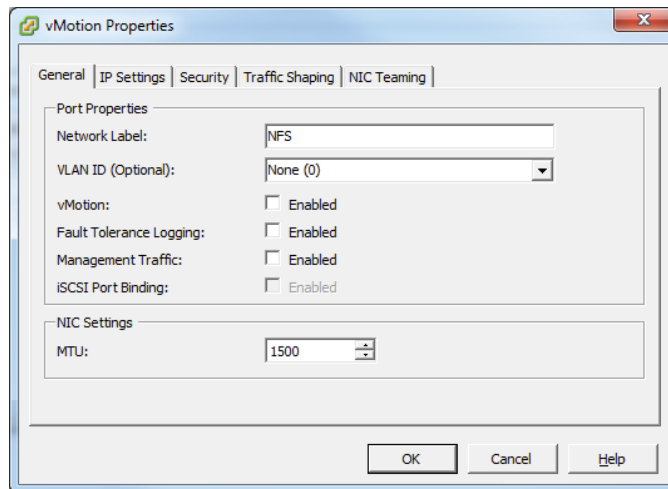 vMotion Properties
General IP Settings Security Traffic Shaping NIC Teaming
Port Properties
Network Label: NFS
VLAN ID (Optional): None (0)
vMotion: Enabled
Fault Tolerance Logging: Enabled
Management Traffic: Enabled
iSCSI Port Binding: Enabled
NIC Settings
MTU: 1500
OK Cancel Help